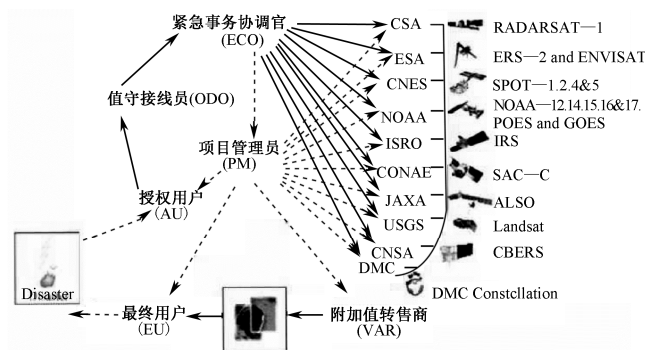 紧急事务协调官
(ECO)
值守接线员(ODO)
项目管理员
(PM)
授权用户
(AU)
Disaster
最终用户
(EU)
附加值转售商
(VAR)
CSA
ESA
CNES
NOAA
ISRO
CONAE
JAXA
USGS
CNSA
DMC
RADARSAT—1
ERS—2 and ENVISAT
SPOT—1.2.4&5
NOAA—12.14.15.16&17.
POES and GOES
IRS
SAC—C
ALSO
Landsat
CBERS
DMC Constcllation